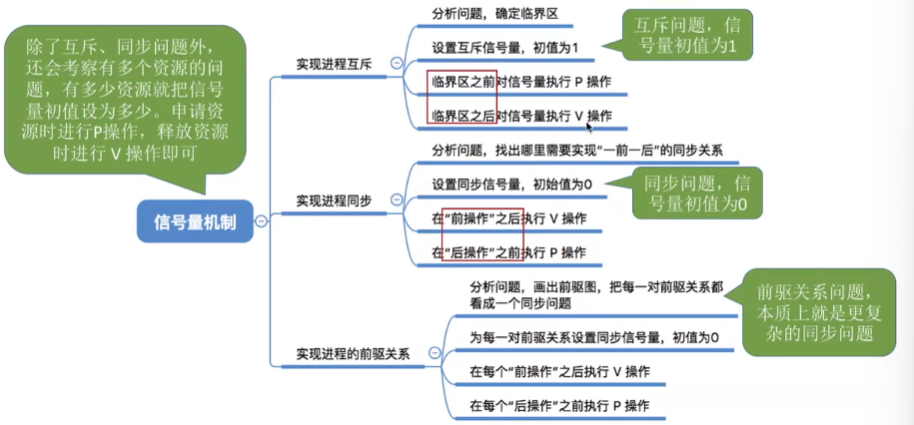 除了互斥、同步问题外，
还会考察有多个资源的问
题，有多少资源就把信号
量初值设为多少。申请资
源时进行P操作，释放资源
时进行 V 操作即可
信号量机制
实现进程互斥
分析问题，确定临界区
设置互斥信号量，初值为1
互斥问题，信
号量初值为1
临界区之前对信号量执行 P 操作
临界区之后对信号量执行 V 操作
实现进程同步
分析问题，找出哪里需要实现“一前一后”的同步关系
设置同步信号量，初始值为0
同步问题，信
号量初值为0
在“前操作”之后执行 V 操作
在“后操作”之前执行 P 操作
实现进程的前驱关系
分析问题，画出前驱图，把每一对前驱关系都
看成一个同步问题
前驱关系问题，
本质上就是更复
杂的同步问题
为每一对前驱关系设置同步信号量，初值为0
在每个“前操作”之后执行 V 操作
在每个“后操作”之前执行 P 操作